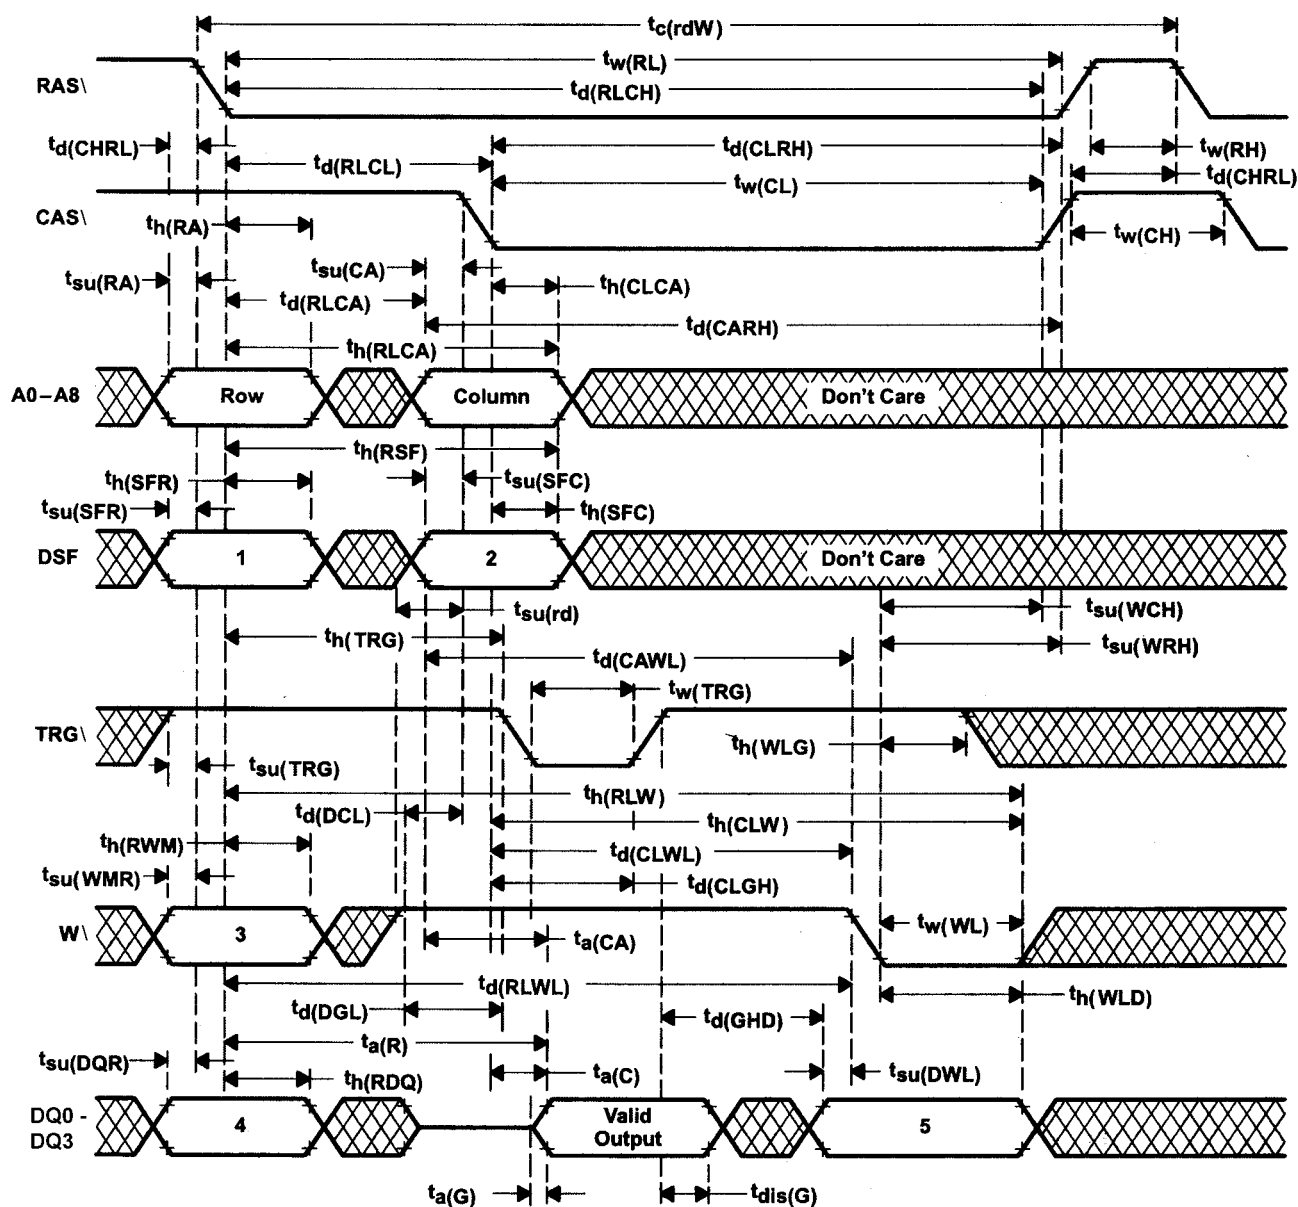 tc(rdW)
tw(RL)
RAS\
td(RLCH)
td(CHRL)
td(RLCL)
td(CLRH)
tw(RH)
tw(CL)
td(CHRL)
CAS\
th(RA)
tw(CH)
tsu(RA)
tsu(CA)
th(CLCA)
td(RLCA)
td(CARH)
th(RLCA)
A0–A8
Row
Column
Don't Care
th(RSF)
th(SFR)
tsu(SFC)
tsu(SFR)
th(SFC)
DSF
1
2
Don't Care
tsu(rd)
tsu(WCH)
th(TRG)
tsu(WRH)
td(CAWL)
tw(TRG)
TRG\
th(WLG)
tsu(TRG)
th(RLW)
td(DCL)
th(CLW)
th(RWM)
td(CLWL)
tsu(WMR)
td(CLGH)
W\
3
tw(WL)
ta(CA)
td(RLWL)
th(WLD)
td(DGL)
td(GHD)
ta(R)
tsu(DQR)
th(RDQ)
ta(C)
tsu(DWL)
DQ0 -
DQ3
4
Valid
Output
5
ta(G)
tdis(G)